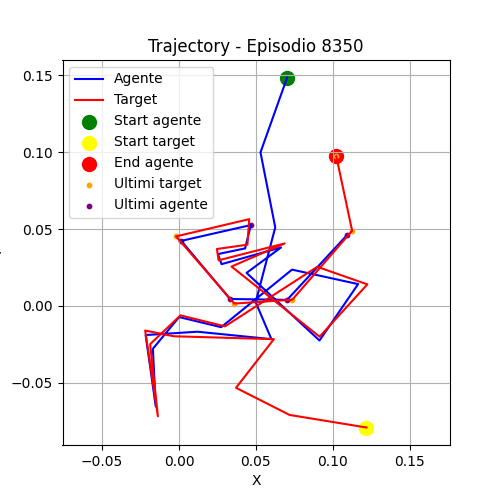 Trajectory - Episodio 8350
Agente
Target
Start agente
Start target
End agente
Ultimi target
Ultimi agente
0.15
0.10
0.05
0.00
−0.05
−0.05
0.00
0.05
0.10
0.15
X